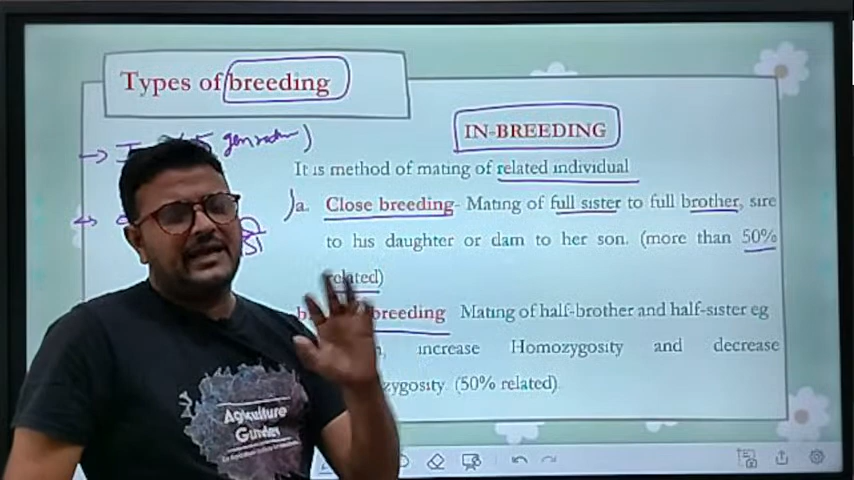 Types of breeding
IN-BREEDING
generation)
It is method of mating of related individual
a. Close breeding- Mating of full sister to full brother, sire
to his daughter or dam to her son. (more than 50%
related)
b. breeding Mating of half-brother and half-sister eg
increase Homozygosity and decrease
zygosity (50% related)
Agriculture
Guruji